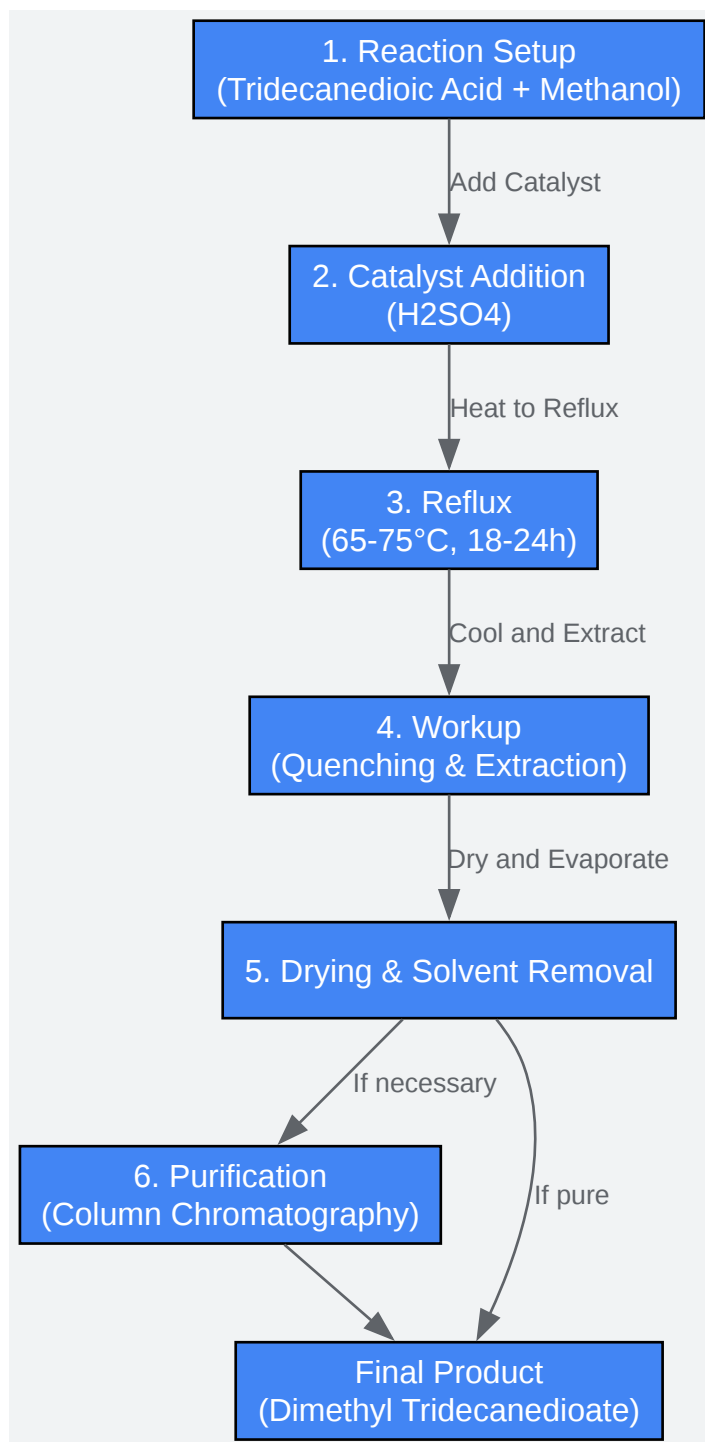 1. Reaction Setup
(Tridecanedioic Acid + Methanol)
Add Catalyst
2. Catalyst Addition
(H2SO4)
Heat to Reflux
3. Reflux
(65-75°C, 18-24h)
Cool and Extract
4. Workup
(Quenching & Extraction)
Dry and Evaporate
5. Drying & Solvent Removal
If necessary
6. Purification
(Column Chromatography)
If pure
Final Product
(Dimethyl Tridecanedioate)